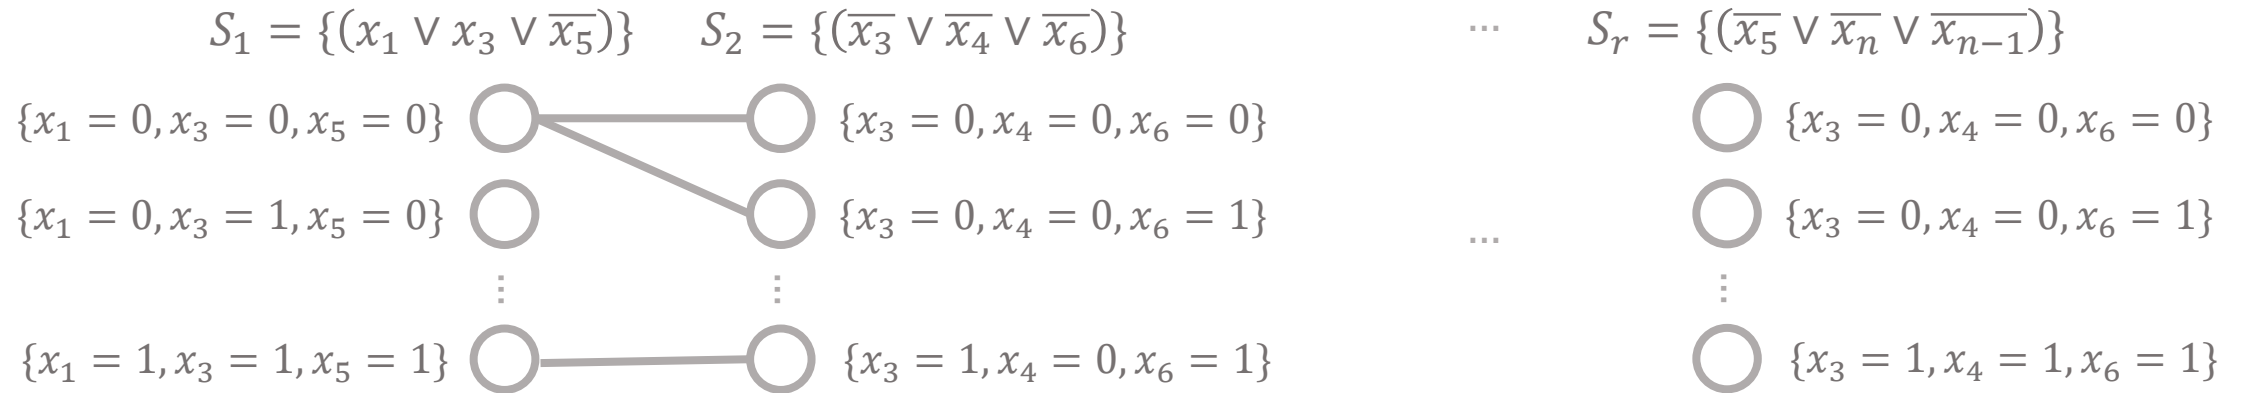 S₁ = {(x₁ ∨ x₃ ∨ x̅₅)} S₂ = {(x̅₃ ∨ x̅₄ ∨ x̅₆)} ... Sᵣ = {(x̅₅ ∨ x̅ₙ ∨ x̅ₙ₋₁)}
{x₁ = 0, x₃ = 0, x₅ = 0} {x₃ = 0, x₄ = 0, x₆ = 0} {x₃ = 0, x₄ = 0, x₆ = 0}
{x₁ = 0, x₃ = 1, x₅ = 0} {x₃ = 0, x₄ = 0, x₆ = 1} ... {x₃ = 0, x₄ = 0, x₆ = 1}
⋮ ⋮ ⋮
{x₁ = 1, x₃ = 1, x₅ = 1} {x₃ = 1, x₄ = 0, x₆ = 1} {x₃ = 1, x₄ = 1, x₆ = 1}